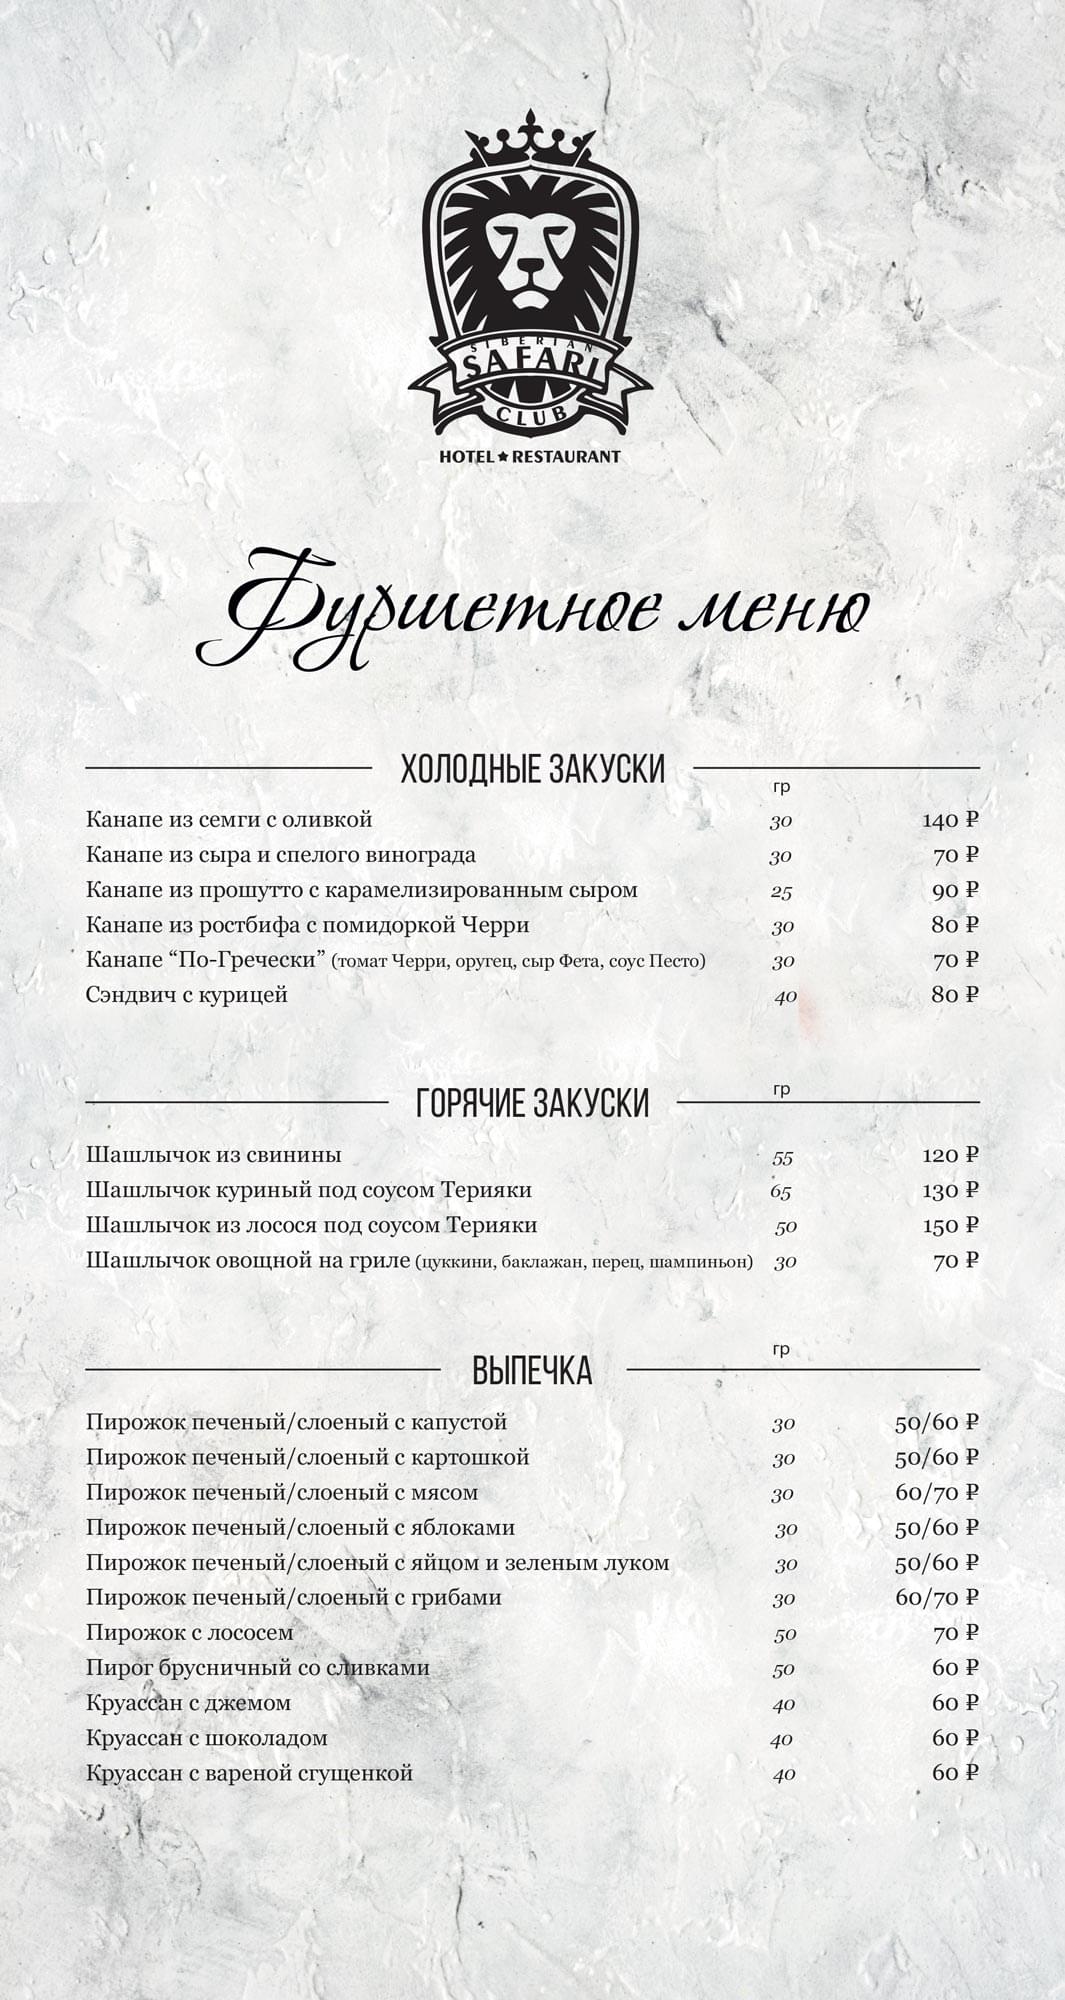 SIBERIAN
SAFARI
CLUB
HOTEL ★ RESTAURANT
Фуршетное меню
ХОЛОДНЫЕ ЗАКУСКИ
гр
Канапе из семги с оливкой 30 140 ₽
Канапе из сыра и спелого винограда 30 70 ₽
Канапе из прошутто с карамелизированным сыром 25 90 ₽
Канапе из ростбифа с помидоркой Черри 30 80 ₽
Канапе “По-Гречески” (томат Черри, оругец, сыр Фета, соус Песто) 30 70 ₽
Сэндвич с курицей 40 80 ₽
ГОРЯЧИЕ ЗАКУСКИ гр
Шашлычок из свинины 55 120 ₽
Шашлычок куриный под соусом Терияки 65 130 ₽
Шашлычок из лосося под соусом Терияки 50 150 ₽
Шашлычок овощной на гриле (цуккини, баклажан, перец, шампиньон) 30 70 ₽
ВЫПЕЧКА гр
Пирожок печеный/слоеный с капустой 30 50/60 ₽
Пирожок печеный/слоеный с картошкой 30 50/60 ₽
Пирожок печеный/слоеный с мясом 30 60/70 ₽
Пирожок печеный/слоеный с яблоками 30 50/60 ₽
Пирожок печеный/слоеный с яйцом и зеленым луком 30 50/60 ₽
Пирожок печеный/слоеный с грибами 30 60/70 ₽
Пирожок с лососем 50 70 ₽
Пирог брусничный со сливками 50 60 ₽
Круассан с джемом 40 60 ₽
Круассан с шоколадом 40 60 ₽
Круассан с вареной сгущенкой 40 60 ₽